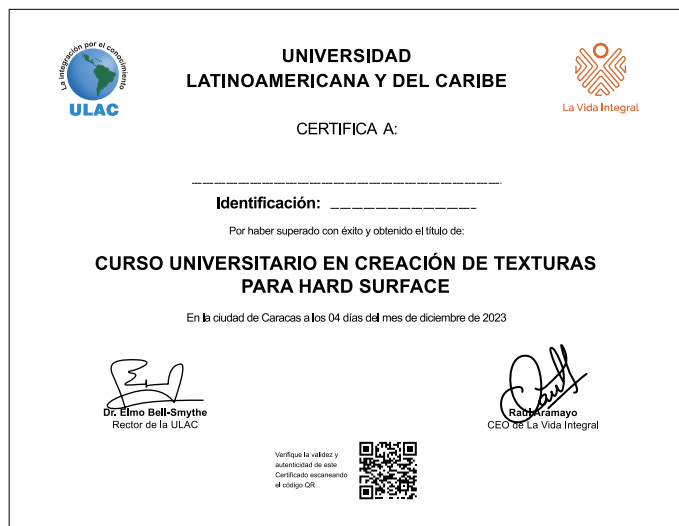 La integración por el conocimiento
ULAC
UNIVERSIDAD
LATINOAMERICANA Y DEL CARIBE
La Vida Integral
CERTIFICA A:
Identificación:
Por haber superado con éxito y obtenido el título de:
CURSO UNIVERSITARIO EN CREACIÓN DE TEXTURAS
PARA HARD SURFACE
En la ciudad de Caracas a los 04 días del mes de diciembre de 2023
Dr. Elmo Bell-Smythe
Rector de la ULAC
Raúl Aramayo
CEO de La Vida Integral
Verifique la validez y
autenticidad de este
Certificado escaneando
el código QR